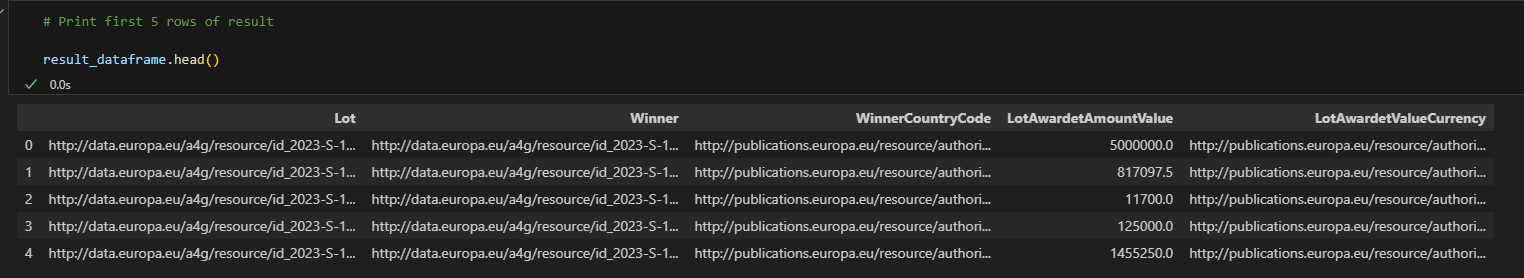 # Print first 5 rows of result
result_dataframe.head()
0.0s
Lot Winner WinnerCountryCode LotAwardetAmountValue LotAwardetValueCurrency
0 http://data.europa.eu/a4g/resource/id_2023-S-1... http://data.europa.eu/a4g/resource/id_2023-S-1... http://publications.europa.eu/resource/authori... 5000000.0 http://publications.europa.eu/resource/authori...
1 http://data.europa.eu/a4g/resource/id_2023-S-1... http://data.europa.eu/a4g/resource/id_2023-S-1... http://publications.europa.eu/resource/authori... 817097.5 http://publications.europa.eu/resource/authori...
2 http://data.europa.eu/a4g/resource/id_2023-S-1... http://data.europa.eu/a4g/resource/id_2023-S-1... http://publications.europa.eu/resource/authori... 11700.0 http://publications.europa.eu/resource/authori...
3 http://data.europa.eu/a4g/resource/id_2023-S-1... http://data.europa.eu/a4g/resource/id_2023-S-1... http://publications.europa.eu/resource/authori... 125000.0 http://publications.europa.eu/resource/authori...
4 http://data.europa.eu/a4g/resource/id_2023-S-1... http://data.europa.eu/a4g/resource/id_2023-S-1... http://publications.europa.eu/resource/authori... 1455250.0 http://publications.europa.eu/resource/authori...